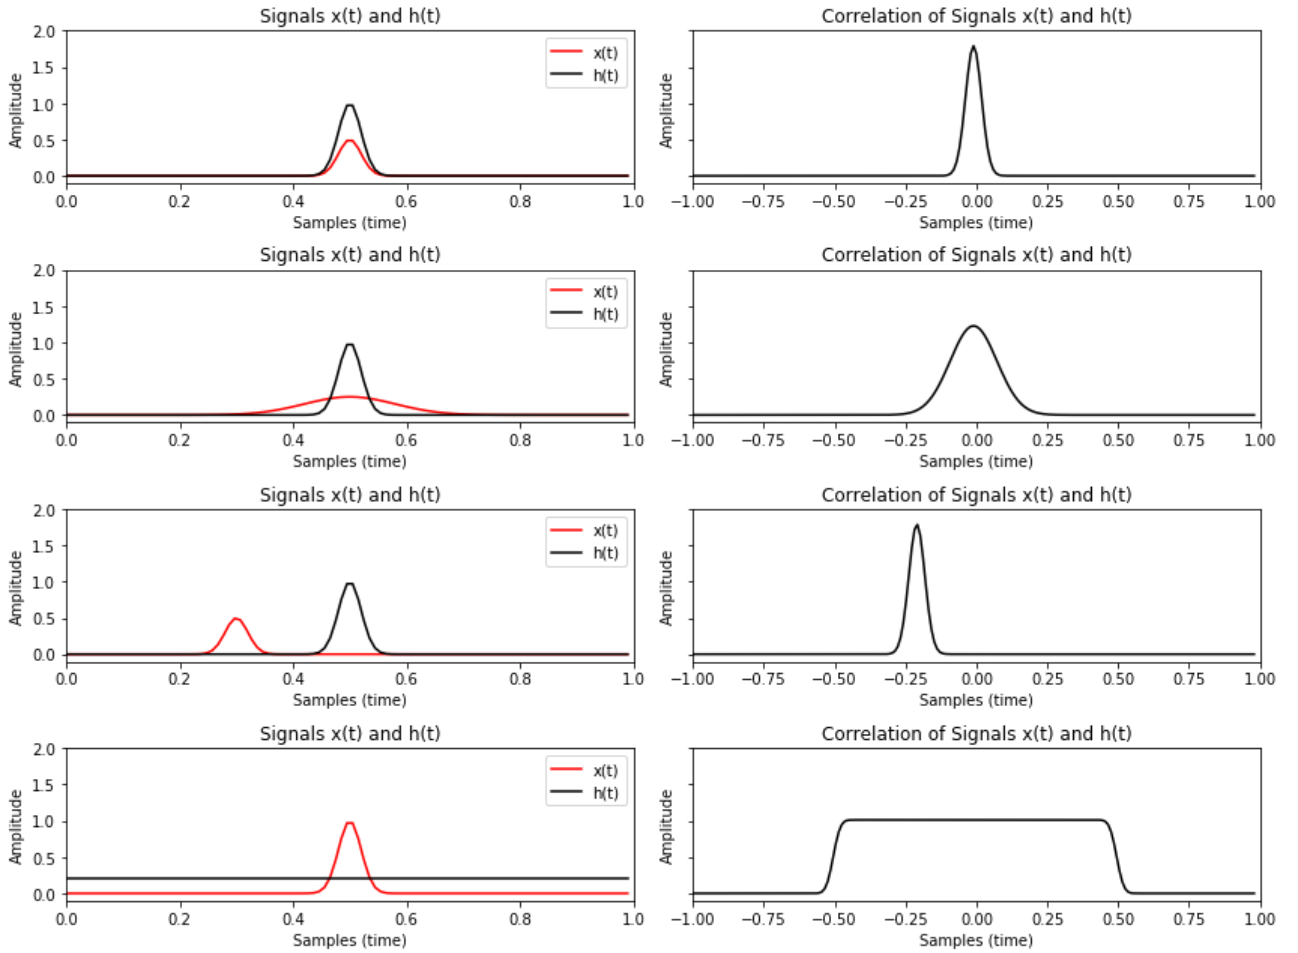 Signals x(t) and h(t)
Correlation of Signals x(t) and h(t)
2.0
1.5
1.0
0.5
0.0
Amplitude
x(t)
h(t)
Amplitude
0.0 0.2 0.4 0.6 0.8 1.0
−1.00 −0.75 −0.50 −0.25 0.00 0.25 0.50 0.75 1.00
Samples (time)
Samples (time)
Signals x(t) and h(t)
Correlation of Signals x(t) and h(t)
2.0
1.5
1.0
0.5
0.0
Amplitude
x(t)
h(t)
Amplitude
0.0 0.2 0.4 0.6 0.8 1.0
−1.00 −0.75 −0.50 −0.25 0.00 0.25 0.50 0.75 1.00
Samples (time)
Samples (time)
Signals x(t) and h(t)
Correlation of Signals x(t) and h(t)
2.0
1.5
1.0
0.5
0.0
Amplitude
x(t)
h(t)
Amplitude
0.0 0.2 0.4 0.6 0.8 1.0
−1.00 −0.75 −0.50 −0.25 0.00 0.25 0.50 0.75 1.00
Samples (time)
Samples (time)
Signals x(t) and h(t)
Correlation of Signals x(t) and h(t)
2.0
1.5
1.0
0.5
0.0
Amplitude
x(t)
h(t)
Amplitude
0.0 0.2 0.4 0.6 0.8 1.0
−1.00 −0.75 −0.50 −0.25 0.00 0.25 0.50 0.75 1.00
Samples (time)
Samples (time)